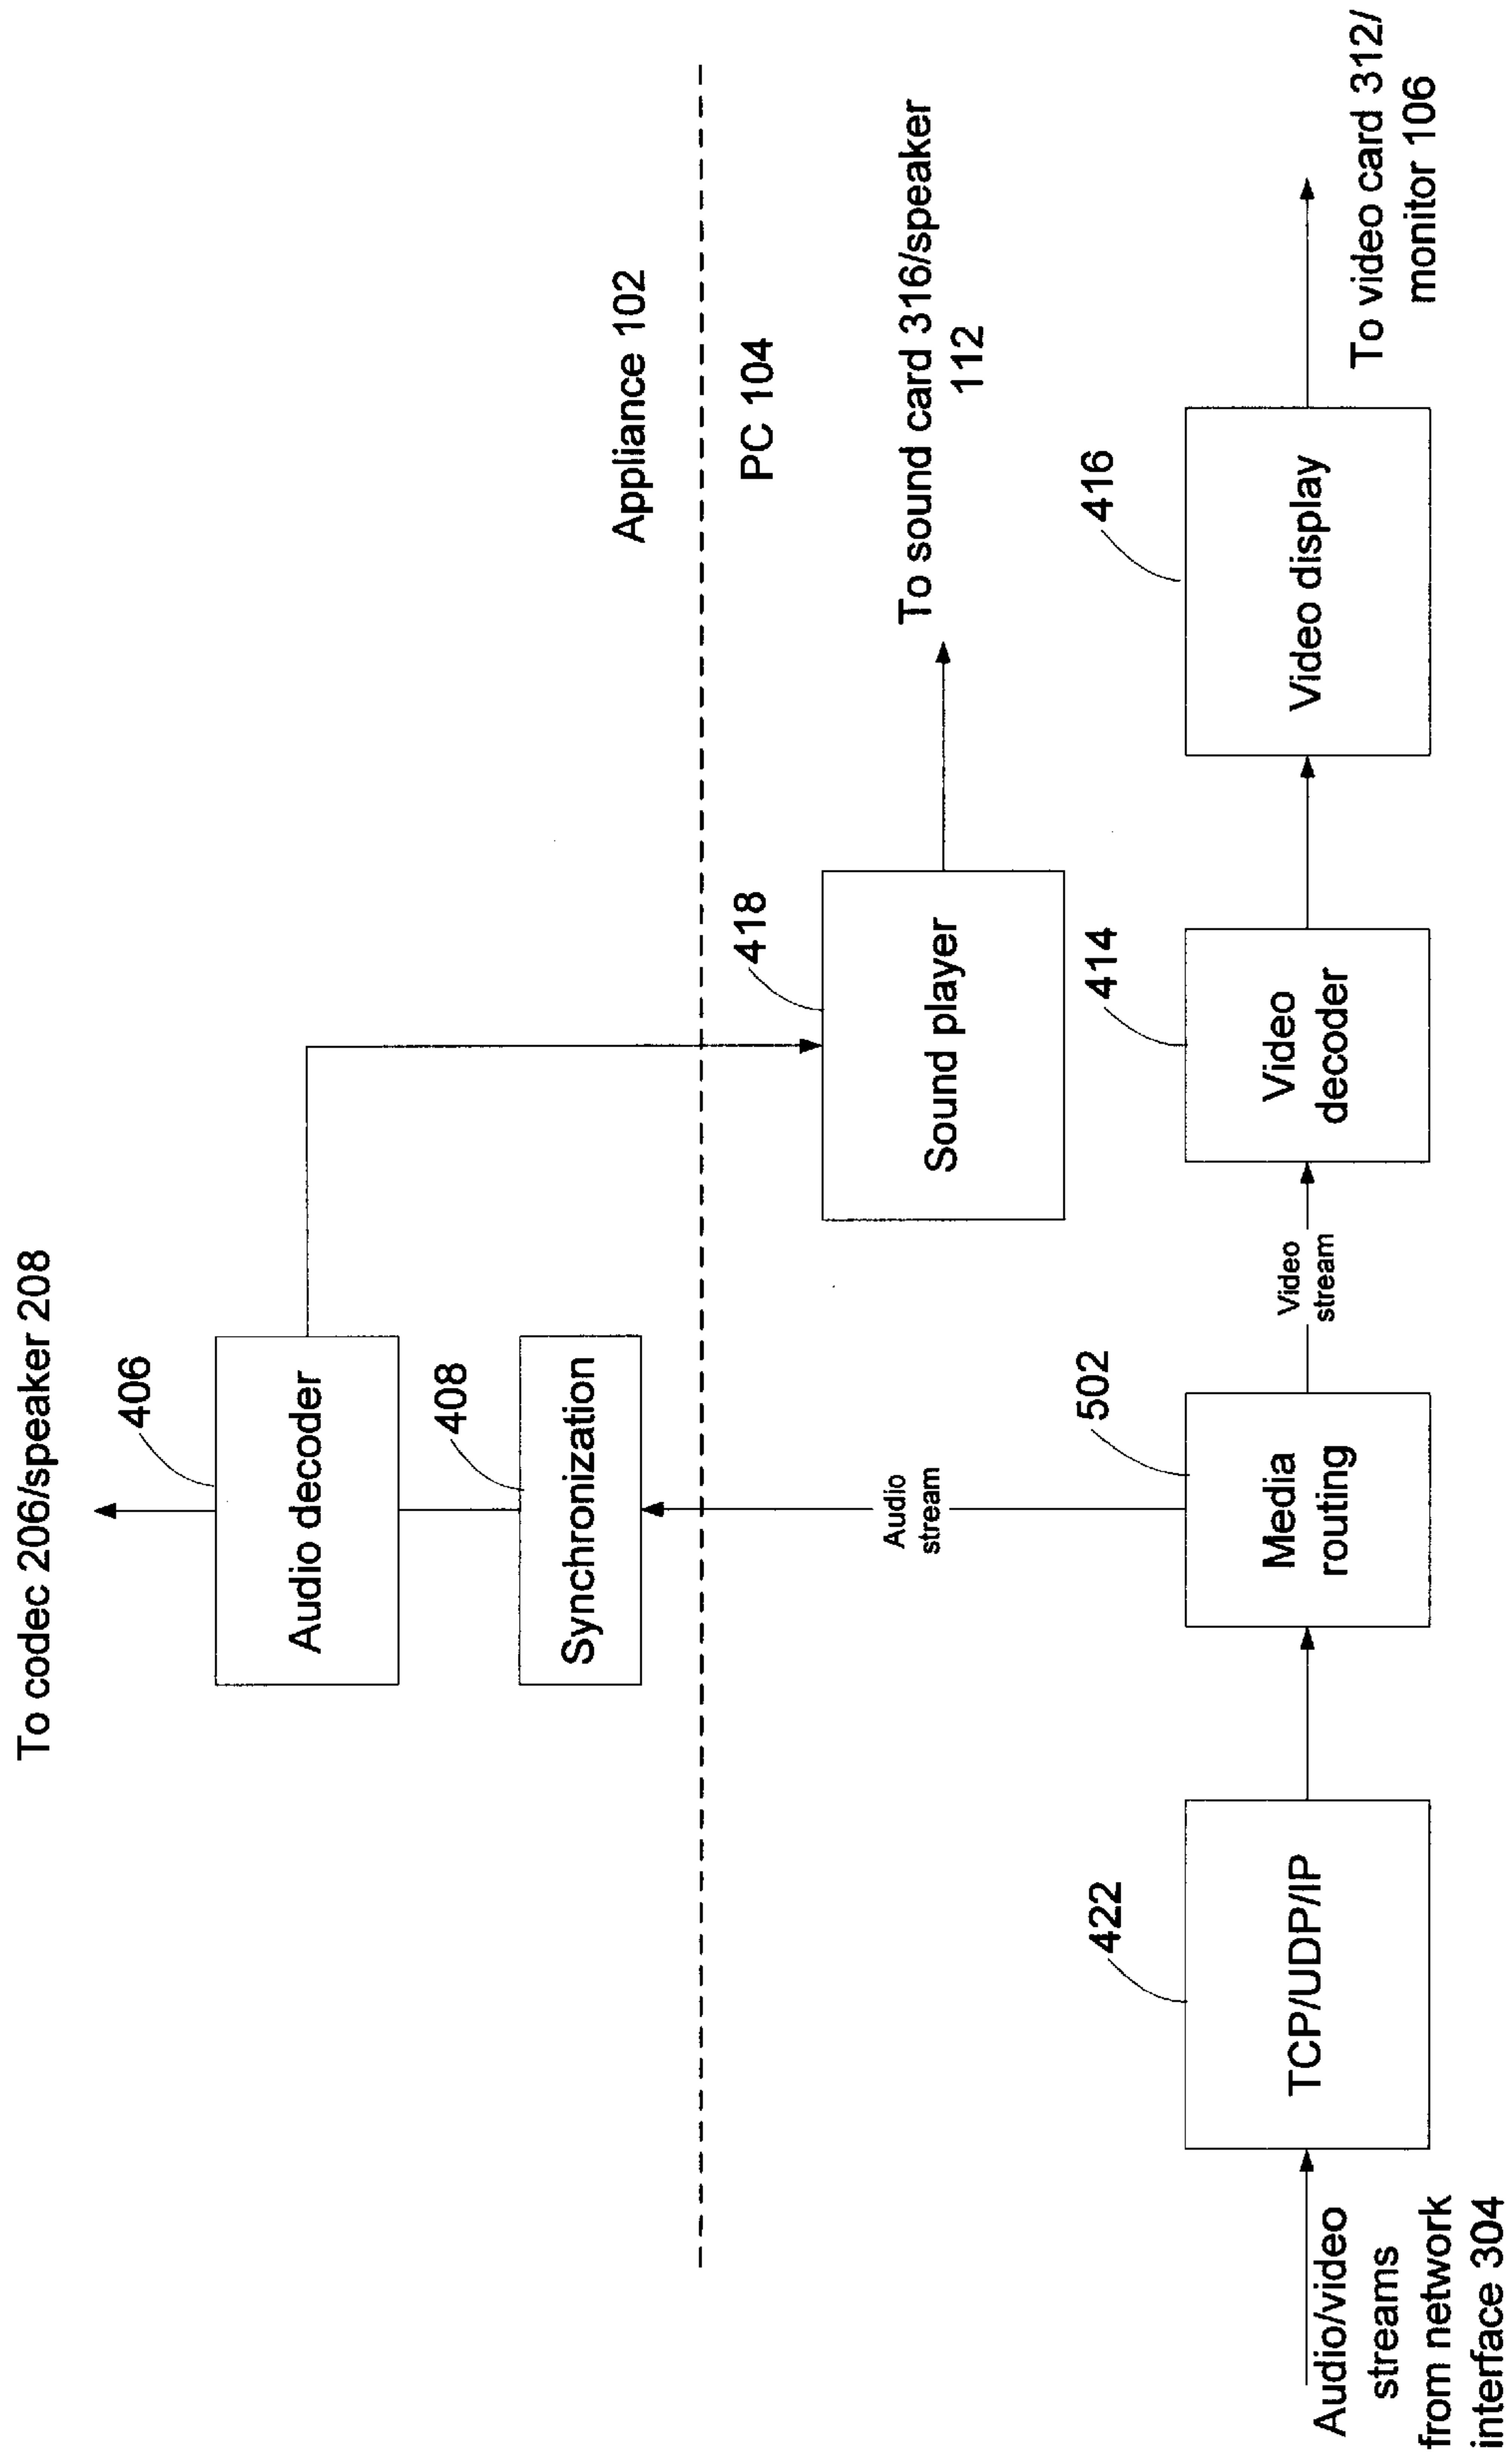 To codec 206/speaker 208
406
Audio decoder
408
Synchronization
Appliance 102
PC 104
Audio
stream
418
Sound player
To sound card 316/speaker
112
Audio/video
streams
from network
interface 304
422
TCP/UDP/IP
502
Media
routing
Video
stream
414
Video
decoder
416
Video display
To video card 312/
monitor 106